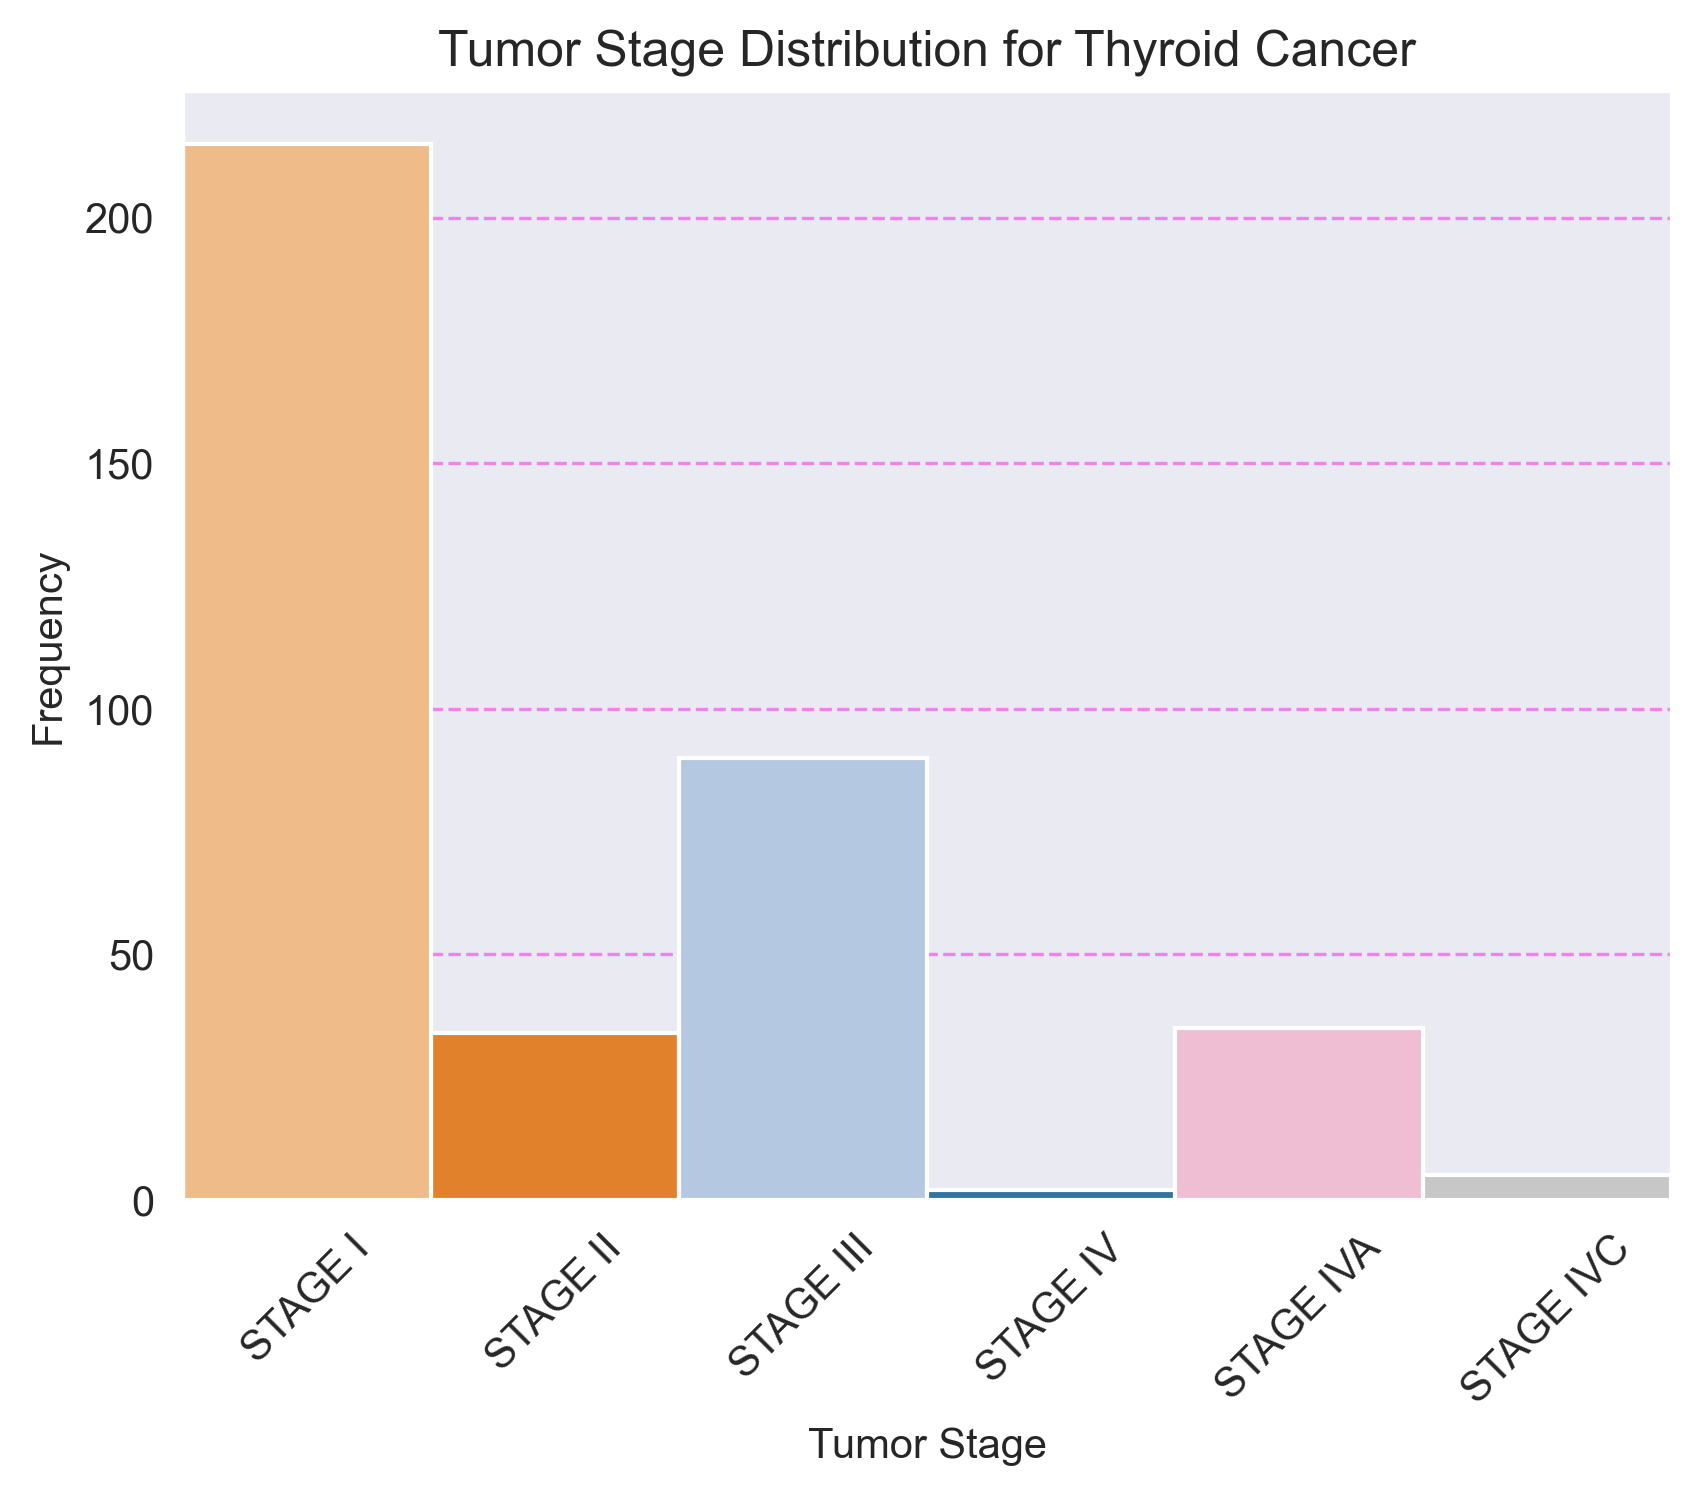 Tumor Stage Distribution for Thyroid Cancer
Frequency
200
150
100
50
0
STAGE I
STAGE II
STAGE III
STAGE IV
STAGE IVA
STAGE IVC
Tumor Stage